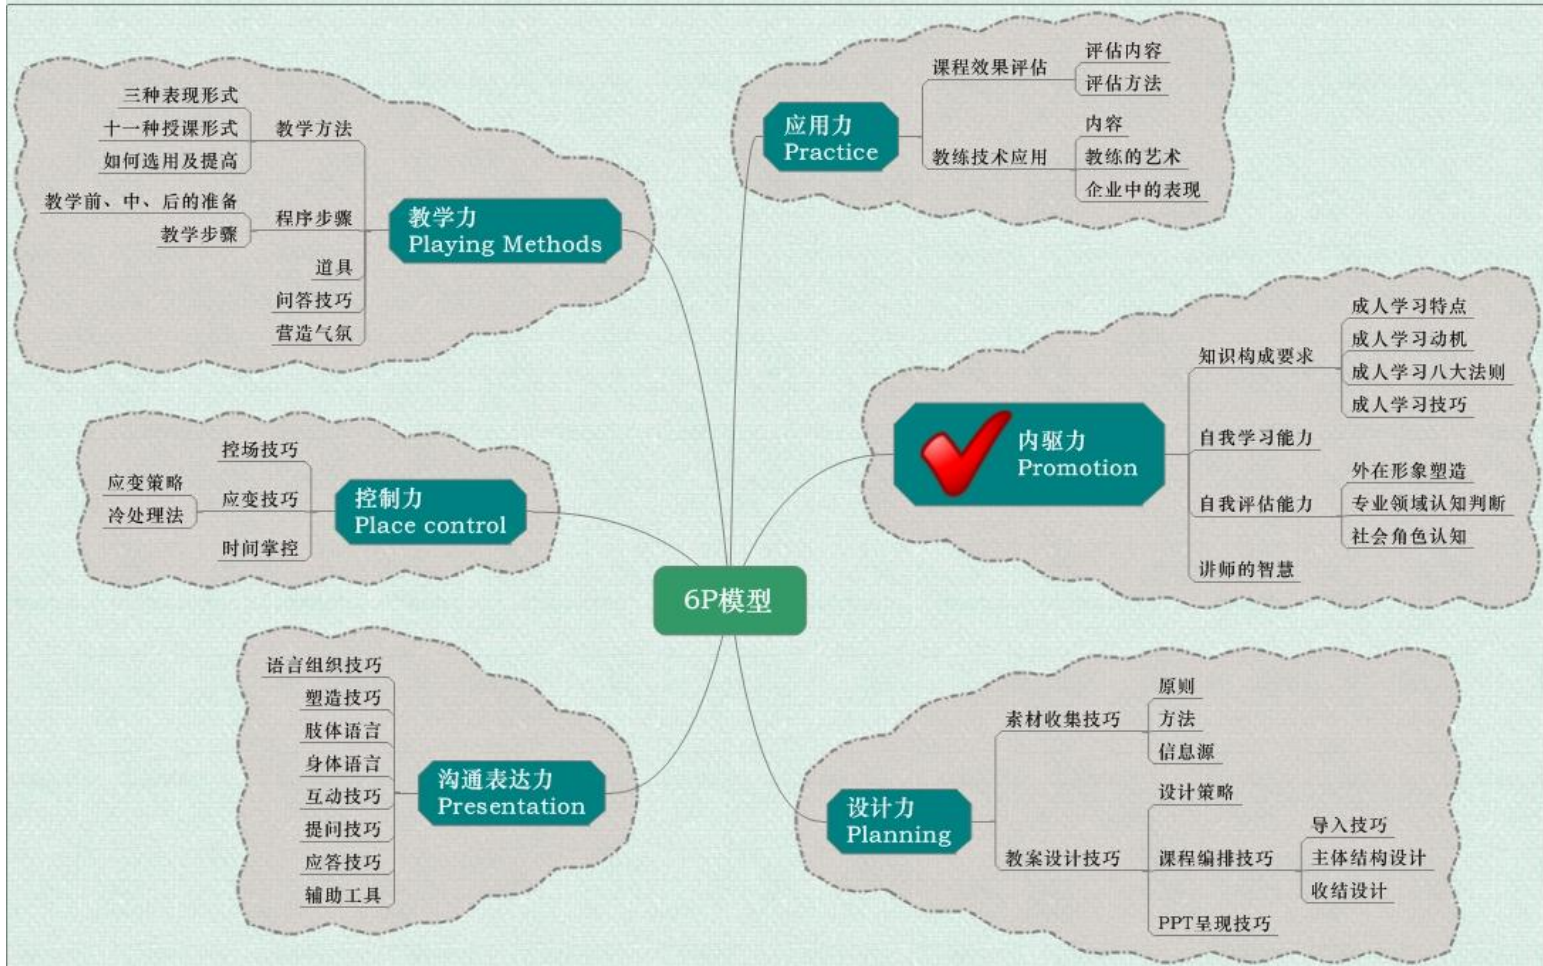 6P模型
应用力
Practice
课程效果评估
评估内容
评估方法
教练技术应用
内容
教练的艺术
企业中的表现
内驱力
Promotion
知识构成要求
成人学习特点
成人学习动机
成人学习八大法则
成人学习技巧
自我学习能力
自我评估能力
外在形象塑造
专业领域认知判断
社会角色认知
讲师的智慧
设计力
Planning
素材收集技巧
原则
方法
信息源
教案设计技巧
设计策略
课程编排技巧
导入技巧
主体结构设计
收结设计
PPT呈现技巧
教学力
Playing Methods
教学方法
三种表现形式
十一种授课形式
如何选用及提高
程序步骤
教学前、中、后的准备
教学步骤
道具
问答技巧
营造气氛
控制力
Place control
控场技巧
应变技巧
应变策略
冷处理法
时间掌控
沟通表达力
Presentation
语言组织技巧
塑造技巧
肢体语言
身体语言
互动技巧
提问技巧
应答技巧
辅助工具